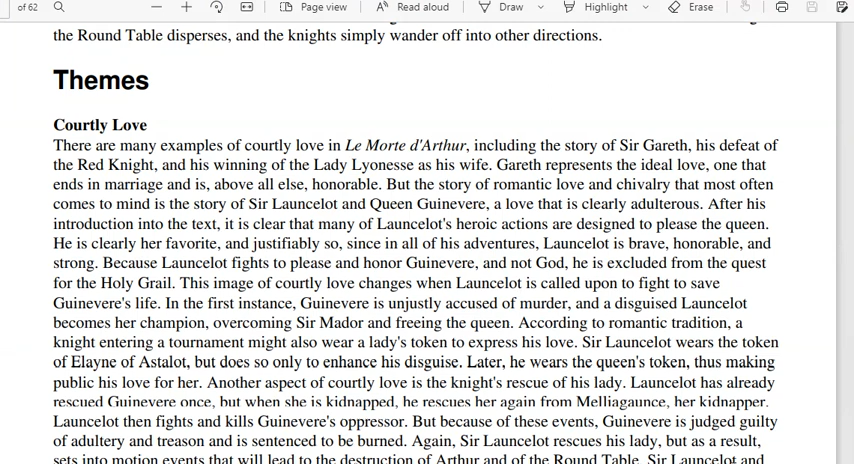 of 62
Page view
Read aloud
Draw
Highlight
Erase
the Round Table disperses, and the knights simply wander off into other directions.
Themes
Courtly Love
There are many examples of courtly love in Le Morte d'Arthur, including the story of Sir Gareth, his defeat of
the Red Knight, and his winning of the Lady Lyonesse as his wife. Gareth represents the ideal love, one that
ends in marriage and is, above all else, honorable. But the story of romantic love and chivalry that most often
comes to mind is the story of Sir Launcelot and Queen Guinevere, a love that is clearly adulterous. After his
introduction into the text, it is clear that many of Launcelot's heroic actions are designed to please the queen.
He is clearly her favorite, and justifiably so, since in all of his adventures, Launcelot is brave, honorable, and
strong. Because Launcelot fights to please and honor Guinevere, and not God, he is excluded from the quest
for the Holy Grail. This image of courtly love changes when Launcelot is called upon to fight to save
Guinevere's life. In the first instance, Guinevere is unjustly accused of murder, and a disguised Launcelot
becomes her champion, overcoming Sir Mador and freeing the queen. According to romantic tradition, a
knight entering a tournament might also wear a lady's token to express his love. Sir Launcelot wears the token
of Elayne of Astalot, but does so only to enhance his disguise. Later, he wears the queen's token, thus making
public his love for her. Another aspect of courtly love is the knight's rescue of his lady. Launcelot has already
rescued Guinevere once, but when she is kidnapped, he rescues her again from Melliagaunce, her kidnapper.
Launcelot then fights and kills Guinevere's oppressor. But because of these events, Guinevere is judged guilty
of adultery and treason and is sentenced to be burned. Again, Sir Launcelot rescues his lady, but as a result,
sets into motion events that will lead to the destruction of Arthur and of the Round Table. Sir Launcelot and